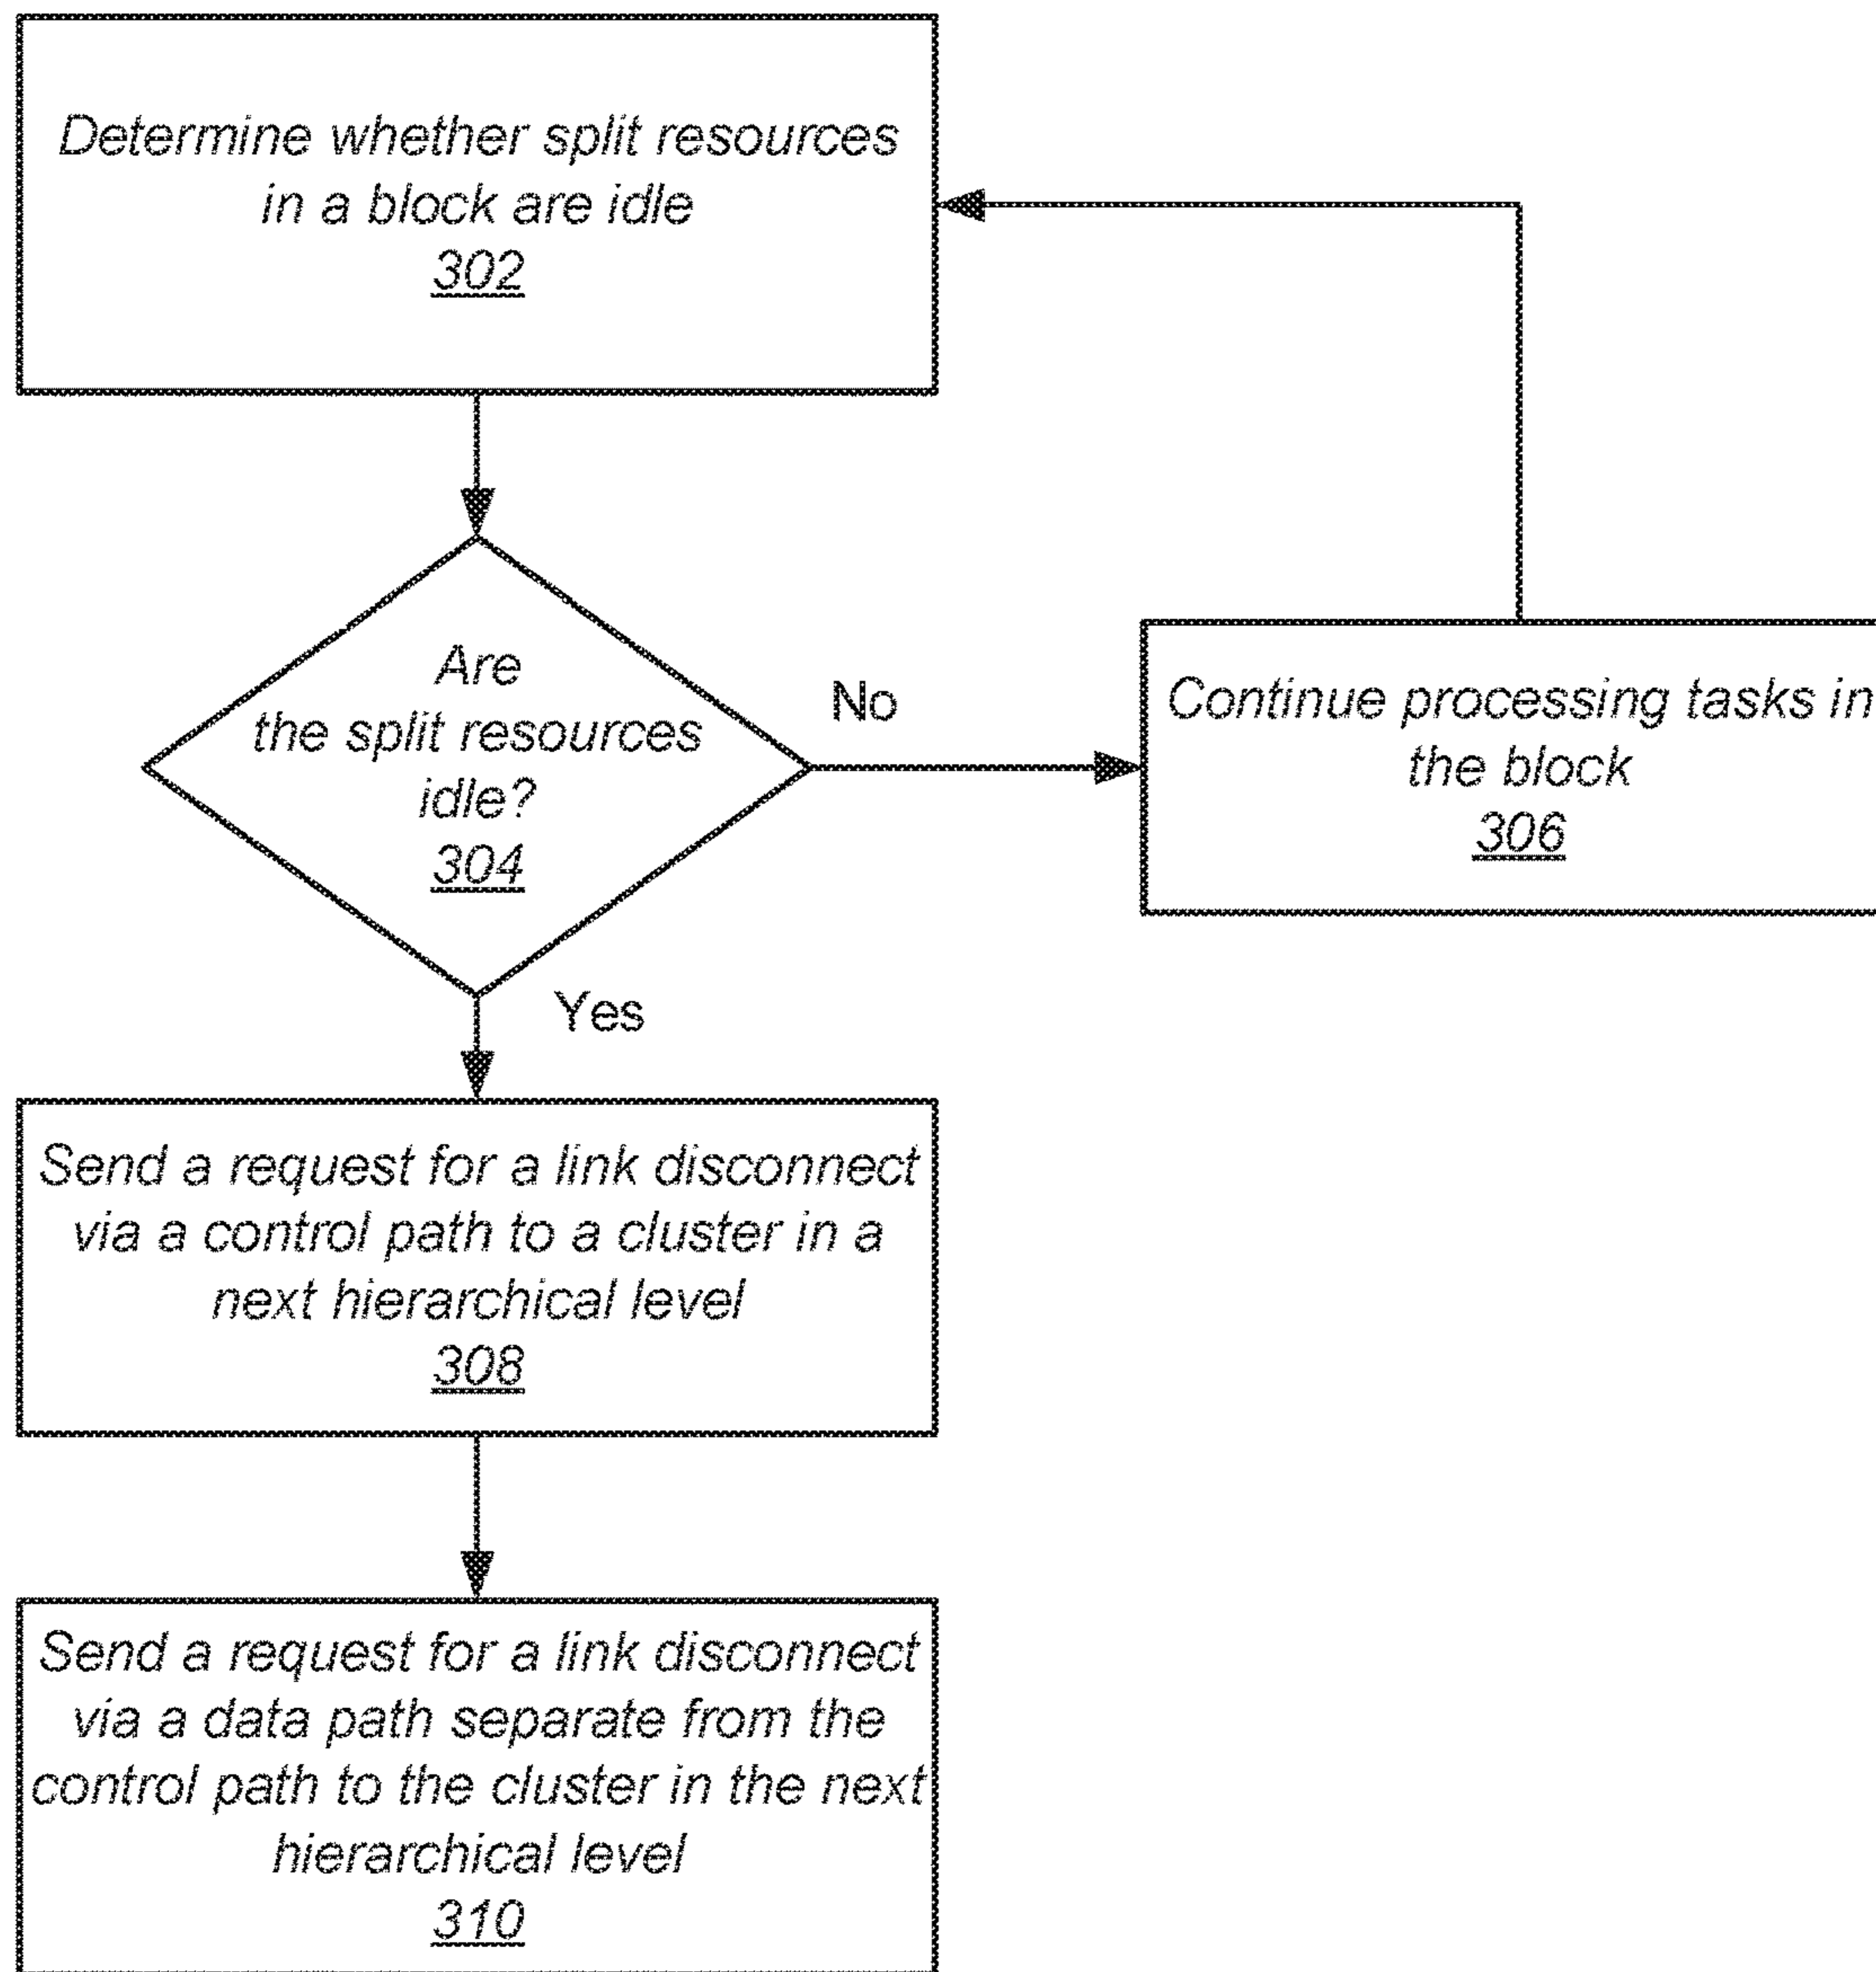 Determine whether split resources
in a block are idle
302
Are
the split resources
idle?
304
No
Continue processing tasks in
the block
306
Yes
Send a request for a link disconnect
via a control path to a cluster in a
next hierarchical level
308
Send a request for a link disconnect
via a data path separate from the
control path to the cluster in the next
hierarchical level
310